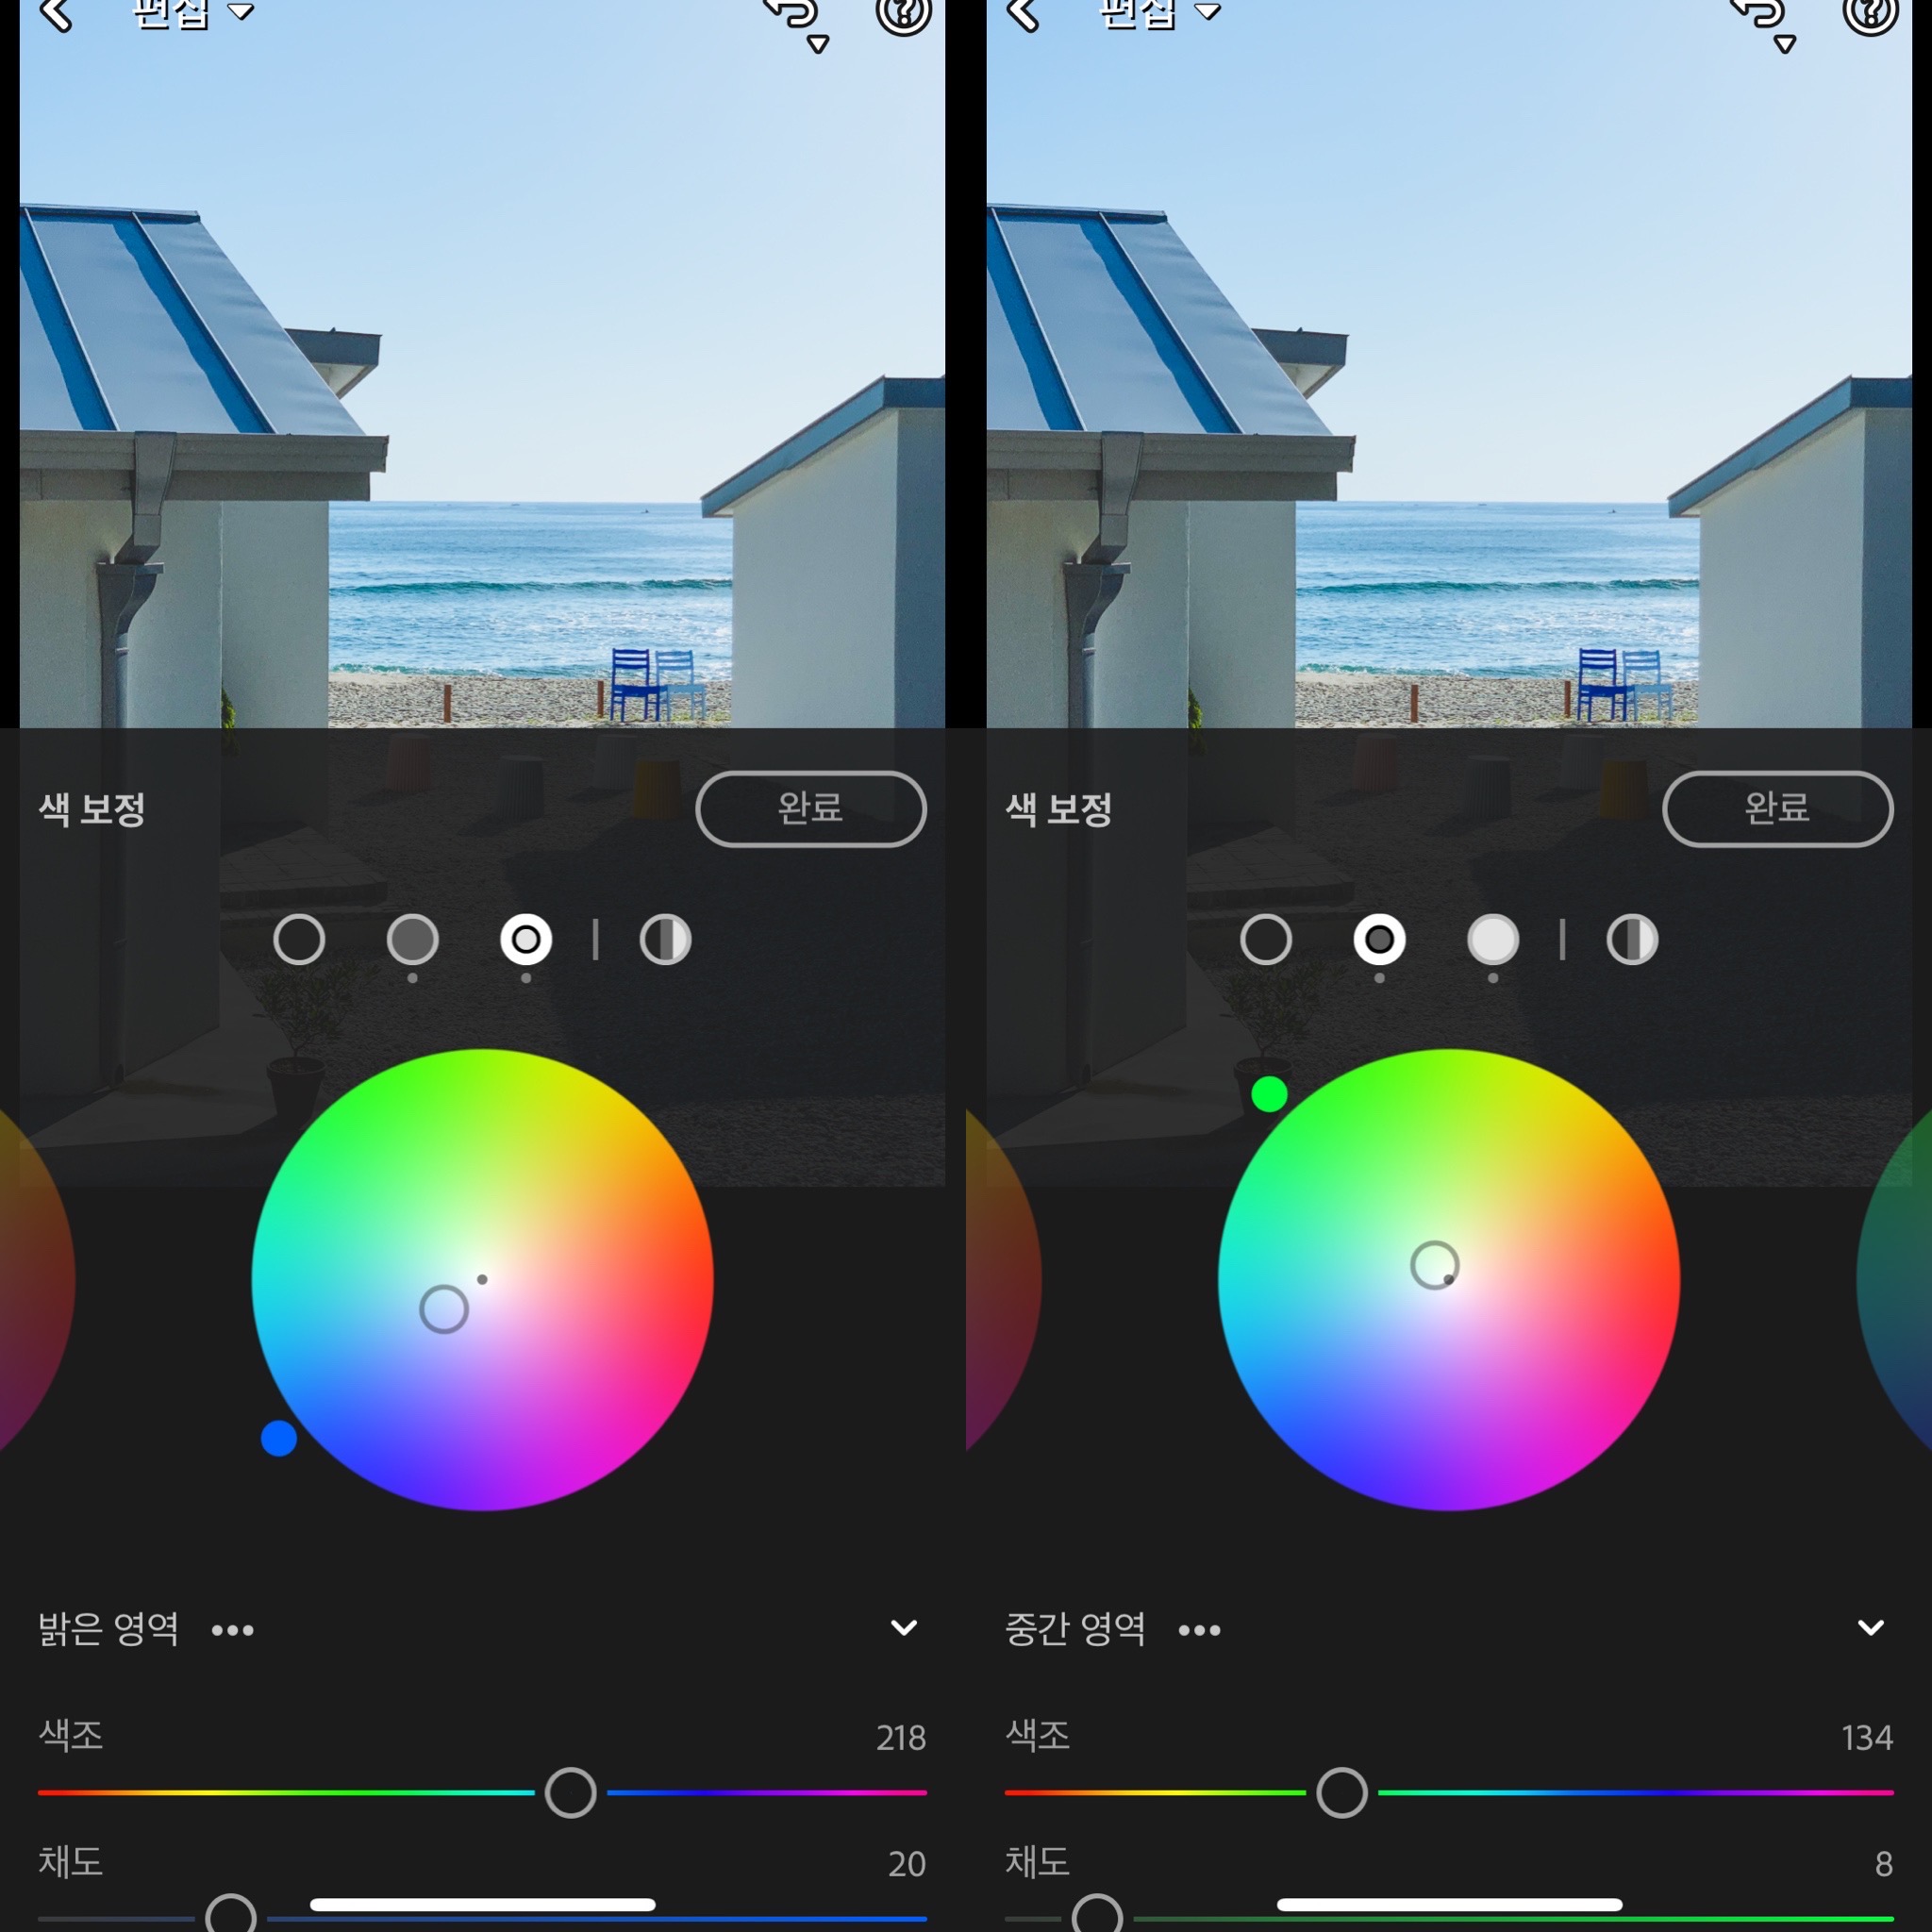 편집
색 보정
완료
밝은 영역 •••
색조 218
채도 20
편집
색 보정
완료
중간 영역 •••
색조 134
채도 8